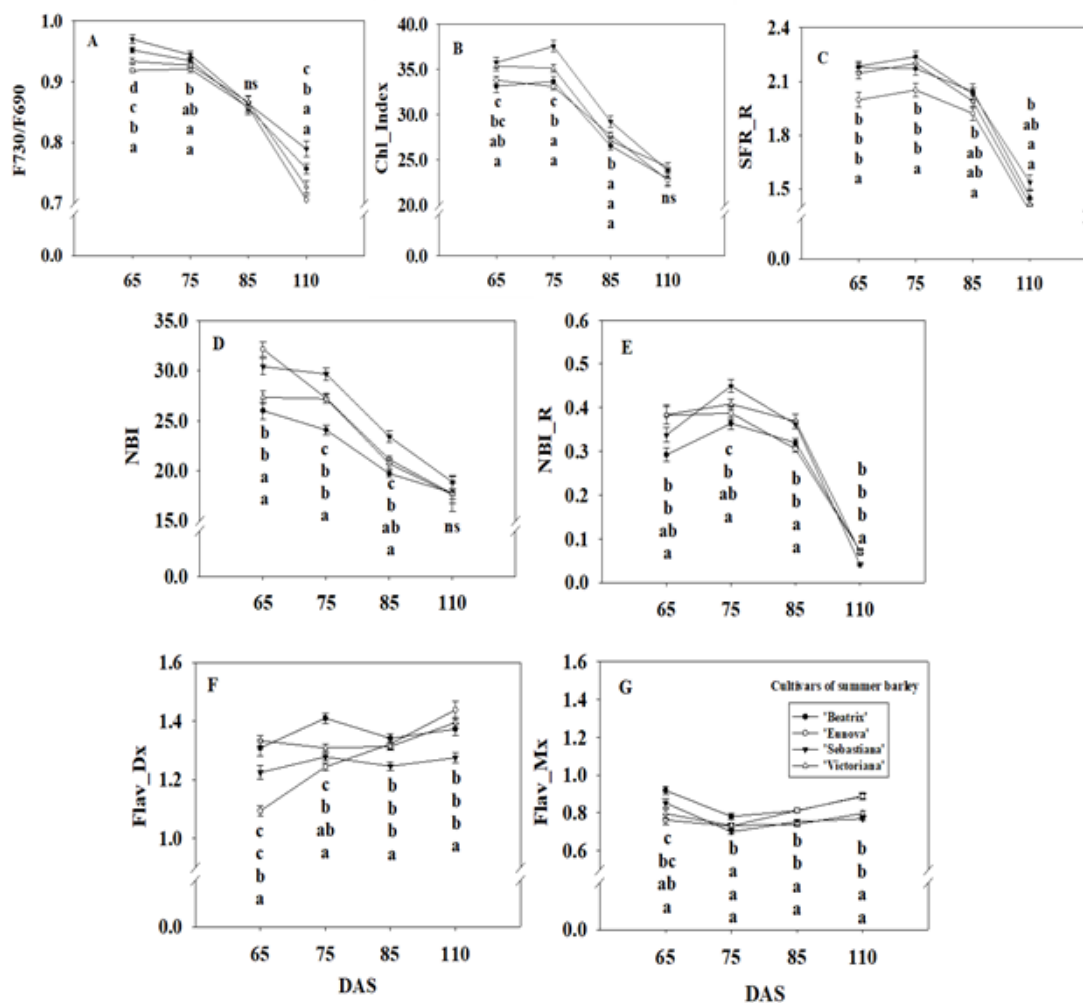 A
F730/F690
1.0
0.9
0.8
0.7
0.0
d
c
b
a
b
ab
a
a
ns
c
b
a
a
65 75 85 110
B
Chl_Index
40.0
35.0
30.0
25.0
20.0
0.0
c
bc
ab
a
c
b
a
a
b
a
a
a
ns
65 75 85 110
C
SFR_R
2.4
2.1
1.8
1.5
0.0
b
b
b
a
b
b
b
a
b
ab
ab
a
b
ab
a
a
65 75 85 110
D
NBI
35.0
30.0
25.0
20.0
15.0
0.0
b
b
a
a
c
b
b
a
c
b
ab
a
ns
65 75 85 110
E
NBI_R
0.6
0.5
0.4
0.3
0.2
0.1
0.0
b
b
ab
a
c
b
ab
a
b
b
a
a
b
b
b
a
65 75 85 110
F
Flav_Dx
1.6
1.4
1.2
1.0
0.0
c
c
b
a
c
b
ab
a
b
b
b
a
b
b
b
a
65 75 85 110
DAS
G
Flav_Mx
1.6
1.4
1.2
1.0
0.8
0.6
0.0
Cultivars of summer barley
'Beatrix'
'Eunova'
'Sebastiana'
'Victoriana'
c
bc
ab
a
b
a
a
a
b
b
a
a
b
b
a
a
65 75 85 110
DAS